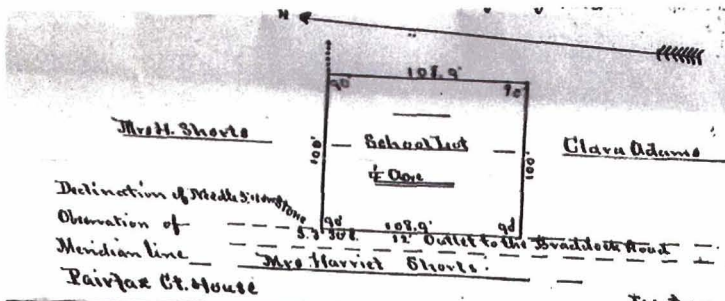 N
108.9'
90° 90°
Mrs H. Shorts School Lot Clara Adams
100' 100'
¼ Acre
Declination of Needle
Stone
90° 90°
Observation of 108.9'
12' Outlet to the Braddock Road
Meridian line Mrs Harriet Shorts
Fairfax Ct. House